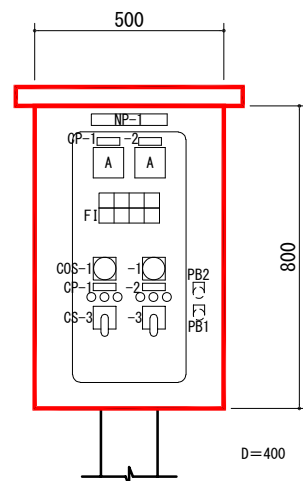 500
NP-1
CP-1 -2
A A
FI
COS-1 -1
PB2
CP-1 -2
CS-3 -3
PB1
800
D=400